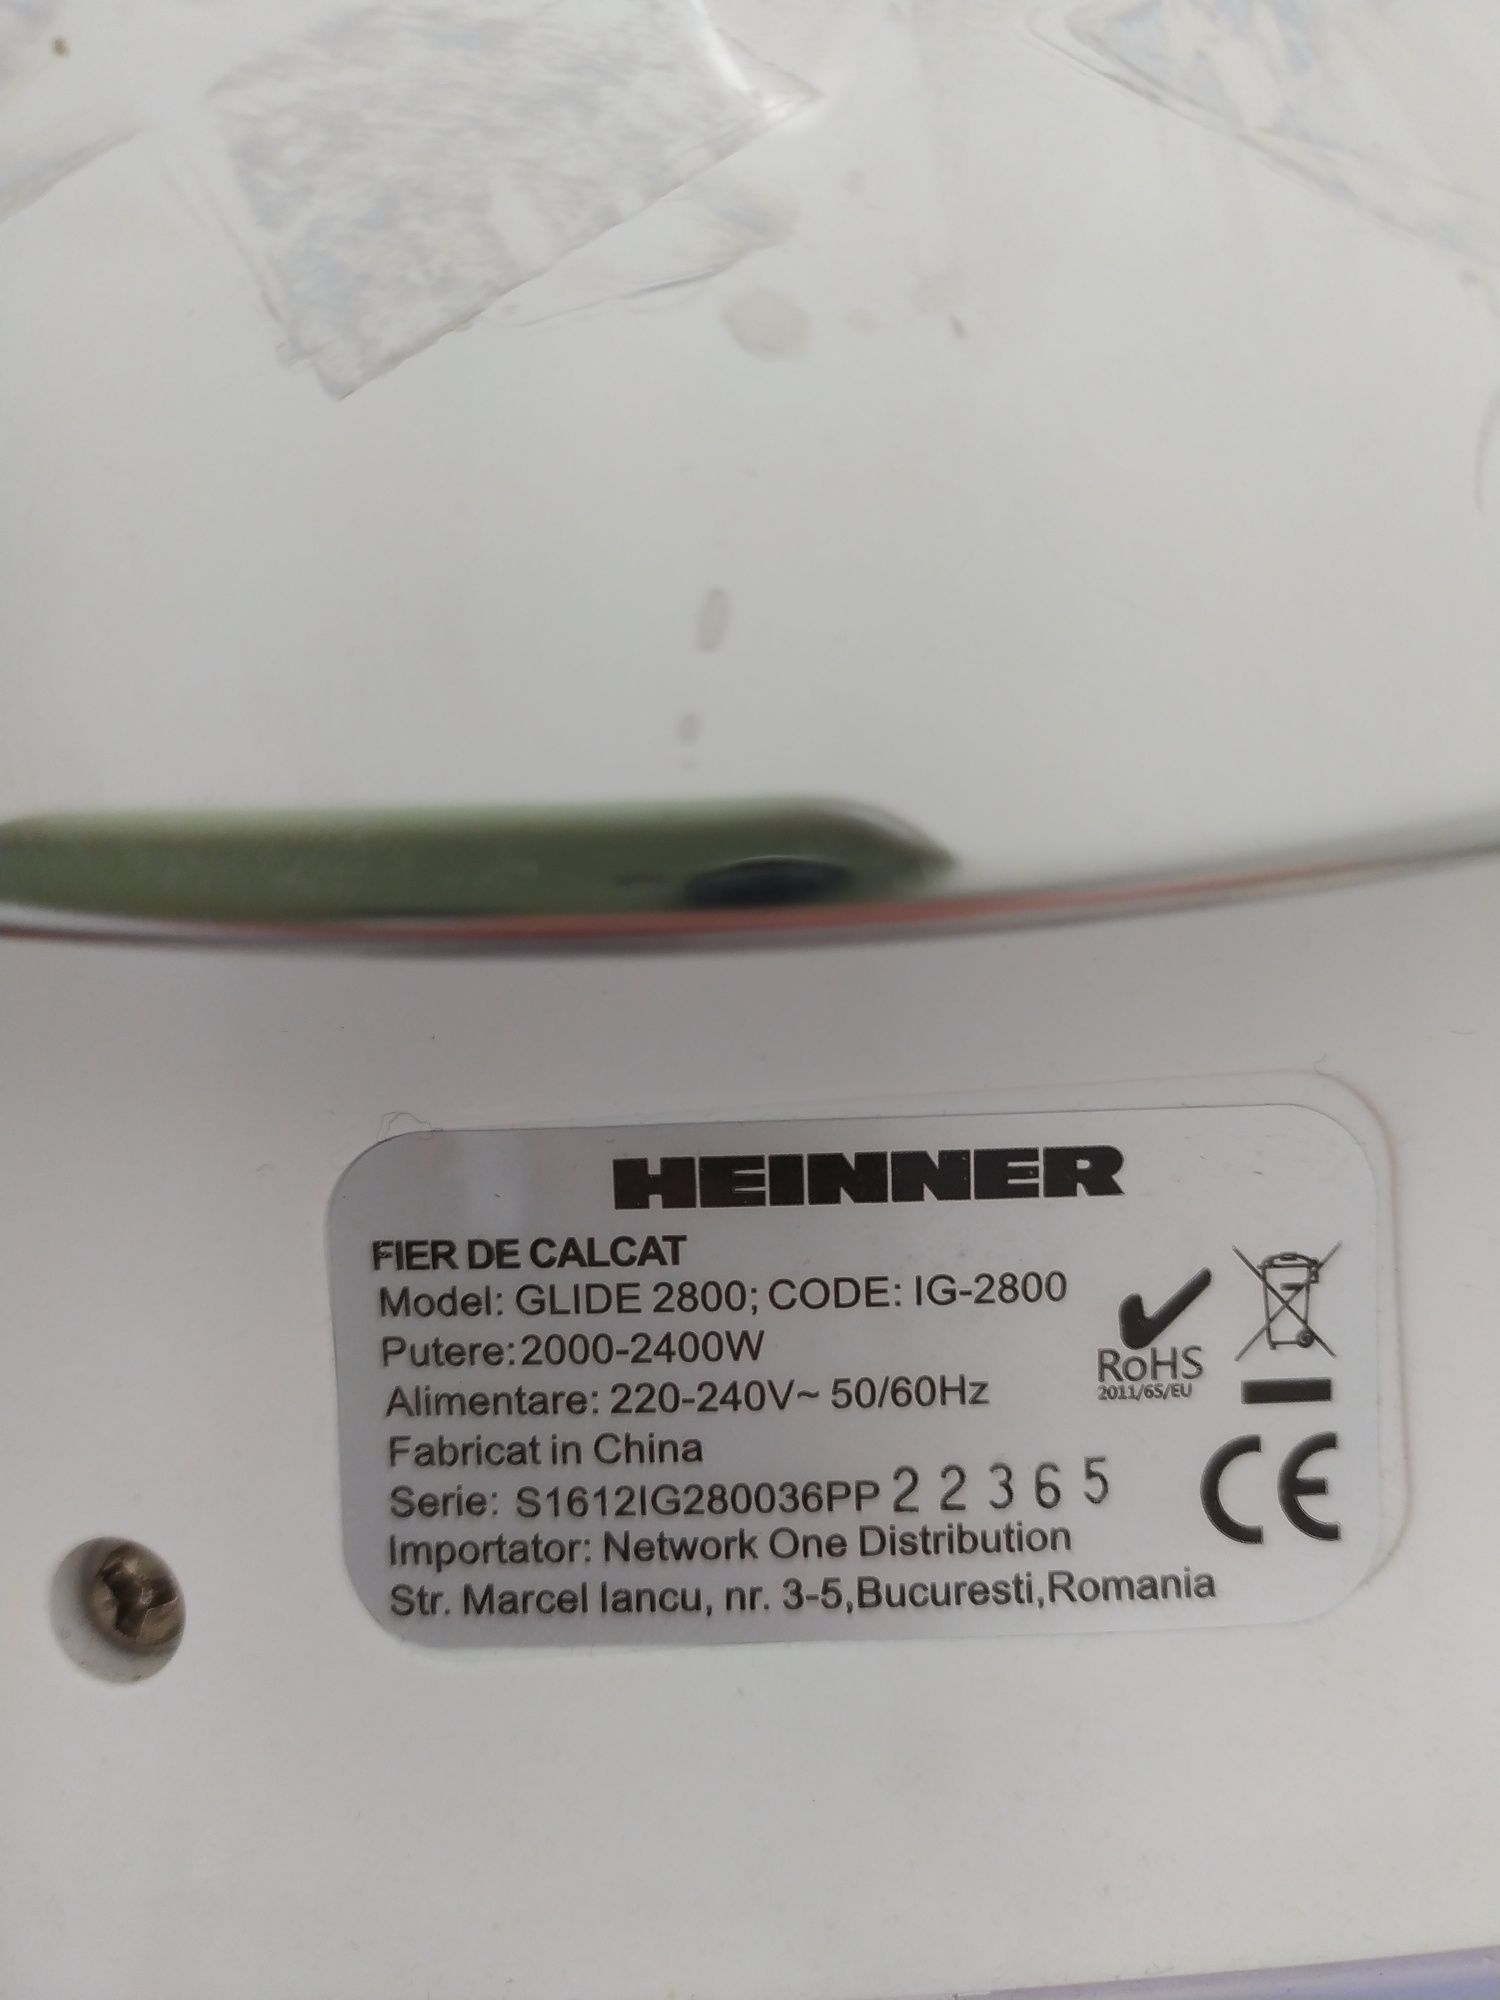 HEINNER
FIER DE CALCAT
Model: GLIDE 2800; CODE: IG-2800
Putere:2000-2400W
Alimentare: 220-240V~ 50/60Hz
Fabricat in China
Serie: S1612IG280036PP 22365
Importator: Network One Distribution
Str. Marcel Iancu, nr. 3-5,Bucuresti,Romania
RoHS
2011/65/EU
CE